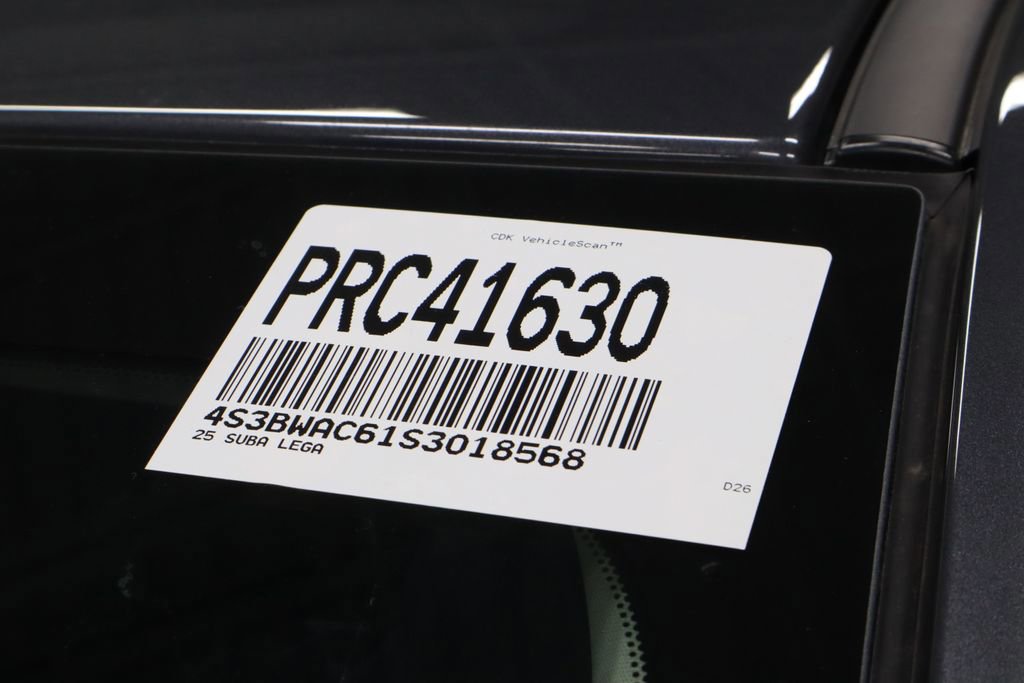 CDK VehicleScan™
PRC41630
4S3BWAC61S3018568
25 SUBA LEGA
D26